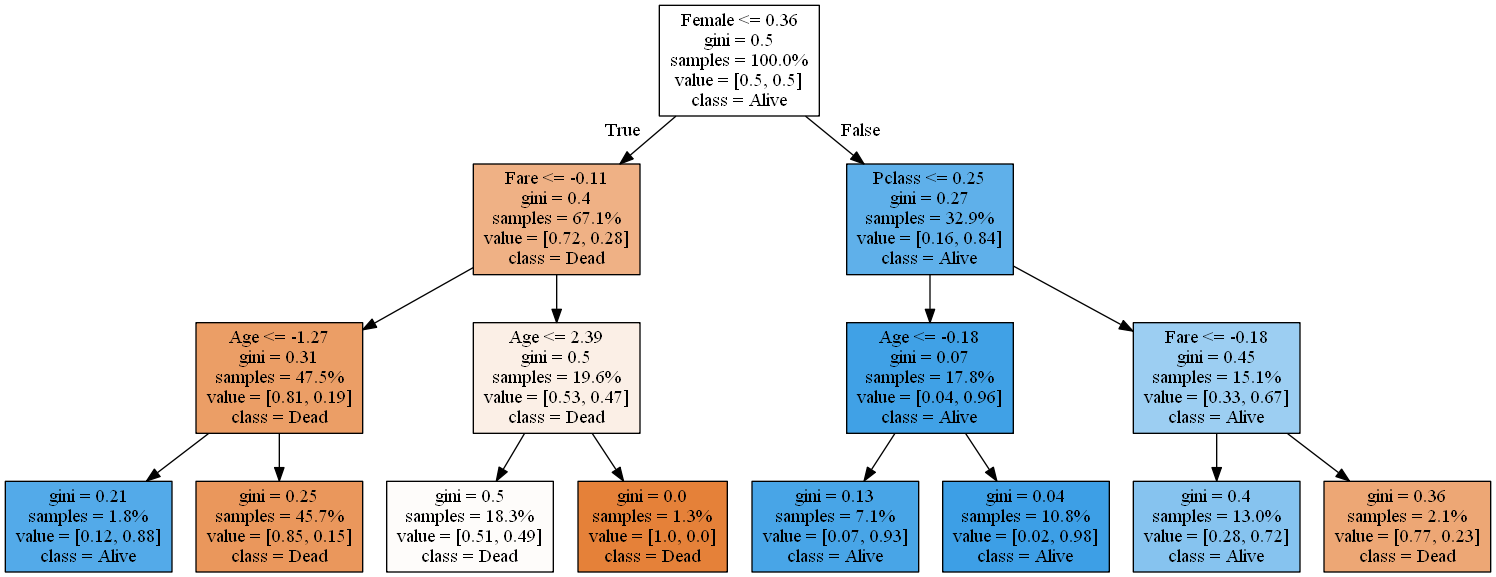 Female <= 0.36
gini = 0.5
samples = 100.0%
value = [0.5, 0.5]
class = Alive
True
False
Fare <= -0.11
gini = 0.4
samples = 67.1%
value = [0.72, 0.28]
class = Dead
Pclass <= 0.25
gini = 0.27
samples = 32.9%
value = [0.16, 0.84]
class = Alive
Age <= -1.27
gini = 0.31
samples = 47.5%
value = [0.81, 0.19]
class = Dead
Age <= 2.39
gini = 0.5
samples = 19.6%
value = [0.53, 0.47]
class = Dead
Age <= -0.18
gini = 0.07
samples = 17.8%
value = [0.04, 0.96]
class = Alive
Fare <= -0.18
gini = 0.45
samples = 15.1%
value = [0.33, 0.67]
class = Alive
gini = 0.21
samples = 1.8%
value = [0.12, 0.88]
class = Alive
gini = 0.25
samples = 45.7%
value = [0.85, 0.15]
class = Dead
gini = 0.5
samples = 18.3%
value = [0.51, 0.49]
class = Dead
gini = 0.0
samples = 1.3%
value = [1.0, 0.0]
class = Dead
gini = 0.13
samples = 7.1%
value = [0.07, 0.93]
class = Alive
gini = 0.04
samples = 10.8%
value = [0.02, 0.98]
class = Alive
gini = 0.4
samples = 13.0%
value = [0.28, 0.72]
class = Alive
gini = 0.36
samples = 2.1%
value = [0.77, 0.23]
class = Dead